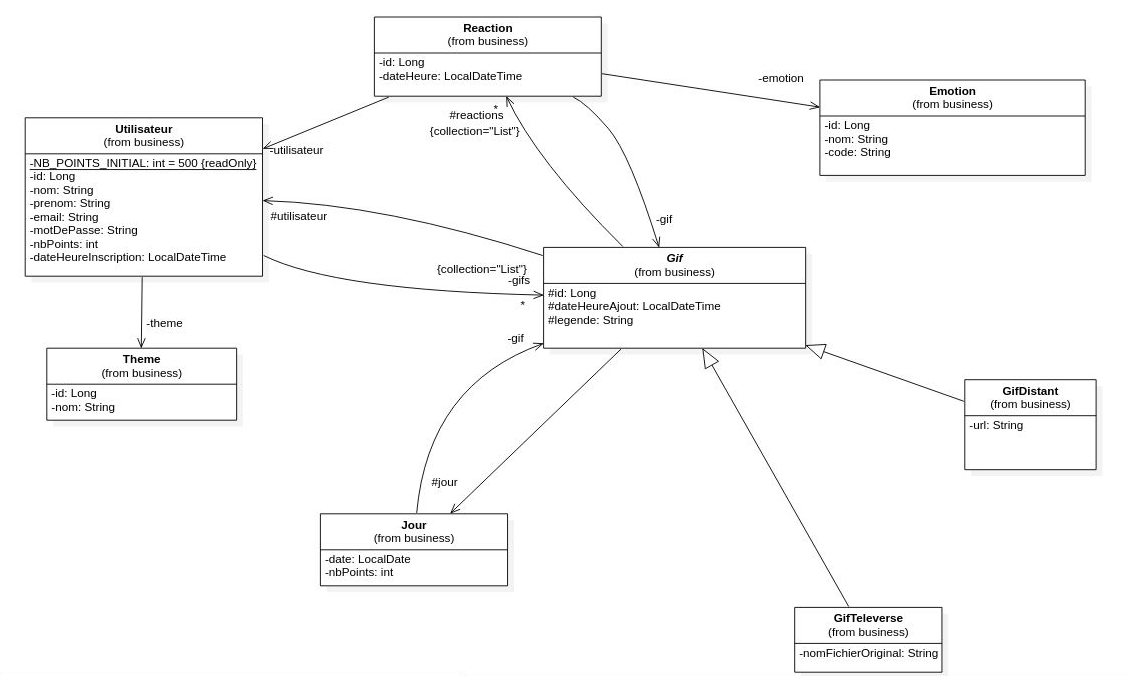 Reaction
(from business)
-id: Long
-dateHeure: LocalDateTime
-emotion
Emotion
(from business)
-id: Long
-nom: String
-code: String
*
#reactions
{collection="List"}
Utilisateur
(from business)
-NB_POINTS_INITIAL: int = 500 {readOnly}
-id: Long
-nom: String
-prenom: String
-email: String
-motDePasse: String
-nbPoints: int
-dateHeureInscription: LocalDateTime
-utilisateur
#utilisateur
-gif
{collection="List"}
-gifs
*
Gif
(from business)
#id: Long
#dateHeureAjout: LocalDateTime
#legende: String
-theme
-gif
Theme
(from business)
-id: Long
-nom: String
GifDistant
(from business)
-url: String
#jour
Jour
(from business)
-date: LocalDate
-nbPoints: int
GifTeleverse
(from business)
-nomFichierOriginal: String